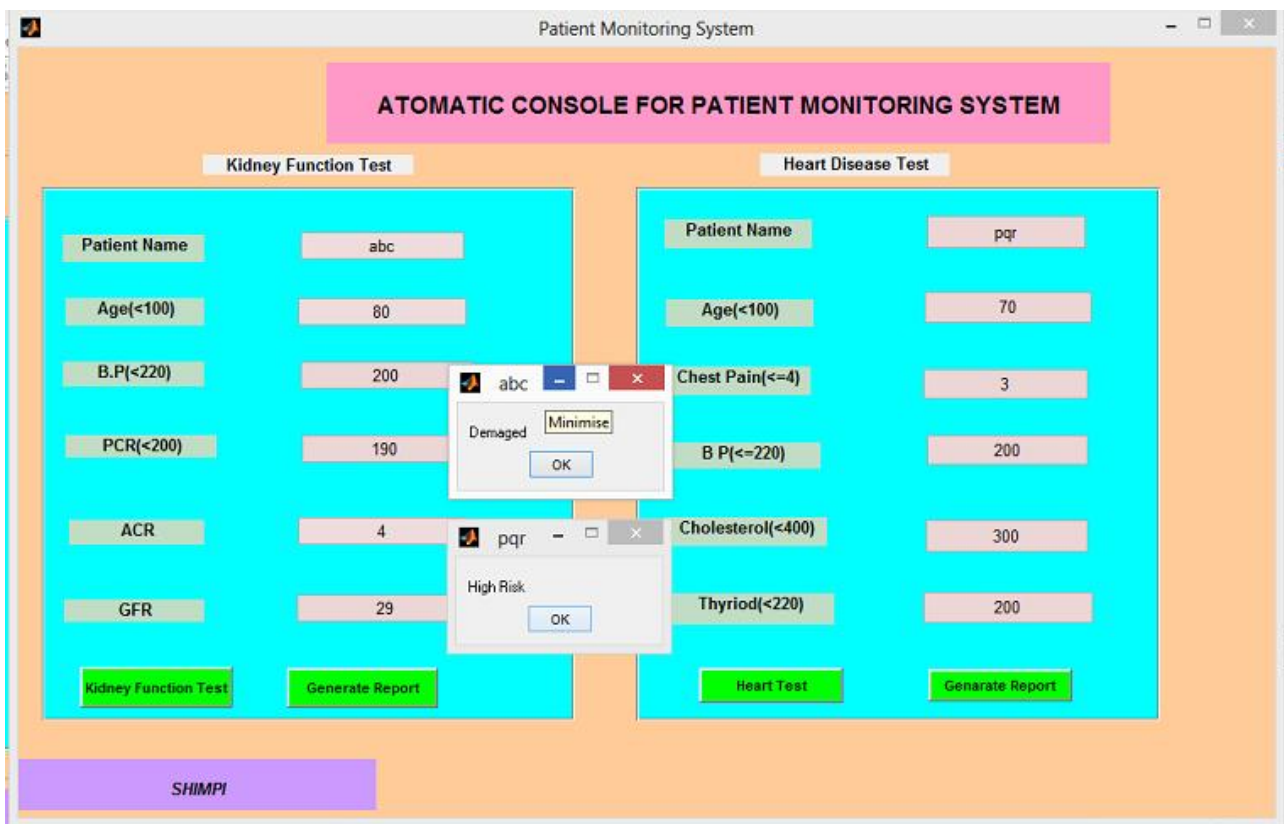 Patient Monitoring System
ATOMATIC CONSOLE FOR PATIENT MONITORING SYSTEM
Kidney Function Test
Patient Name abc
Age(<100) 80
B.P(<220) 200
PCR(<200) 190
ACR 4
GFR 29
Kidney Function Test Generate Report
abc
Minimise
Demaged
OK
pqr
High Risk
OK
Heart Disease Test
Patient Name pqr
Age(<100) 70
Chest Pain(<=4) 3
B P(<=220) 200
Cholesterol(<400) 300
Thyriod(<220) 200
Heart Test Genarate Report
SHIMPI